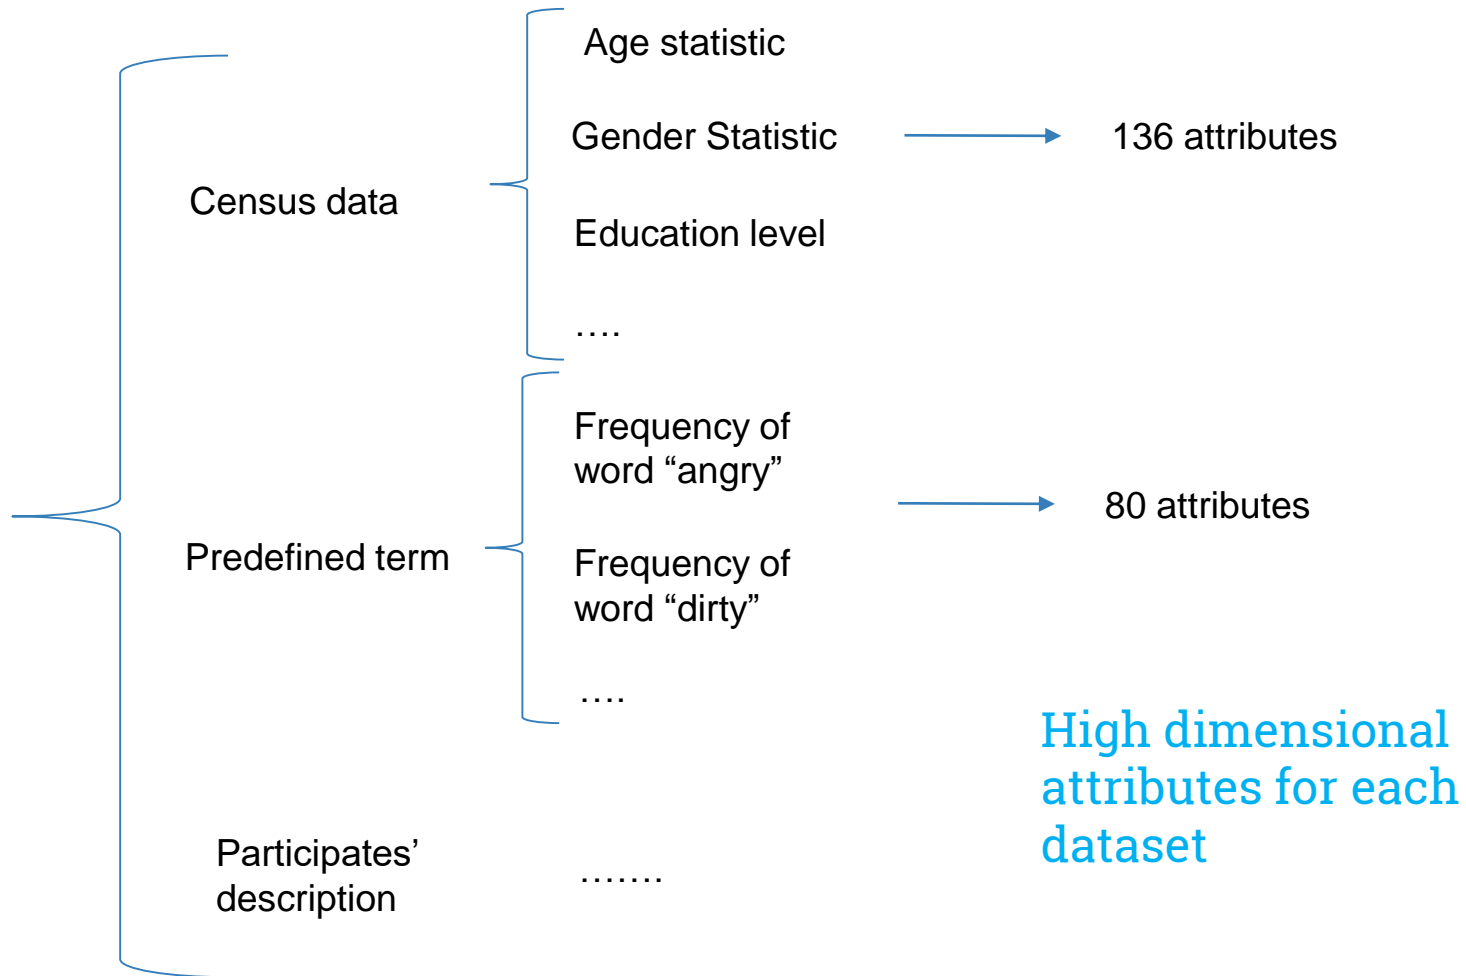 Age statistic
Gender Statistic
136 attributes
Census data
Education level
….
Frequency of
word “angry”
80 attributes
Predefined term
Frequency of
word “dirty”
….
High dimensional
attributes for each
dataset
Participates’
description
…….